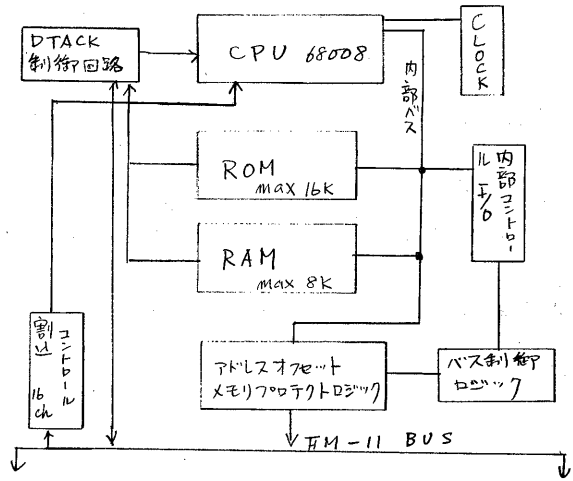 DTACK
制御回路
CPU 68008
CLOCK
内部バス
ROM
max 16K
内部コントロー
ル I/O
RAM
max 8K
割込
コントロール
16ch
アドレスオフセット
メモリプロテクトロジック
バス制御
ロジック
FM-11 BUS